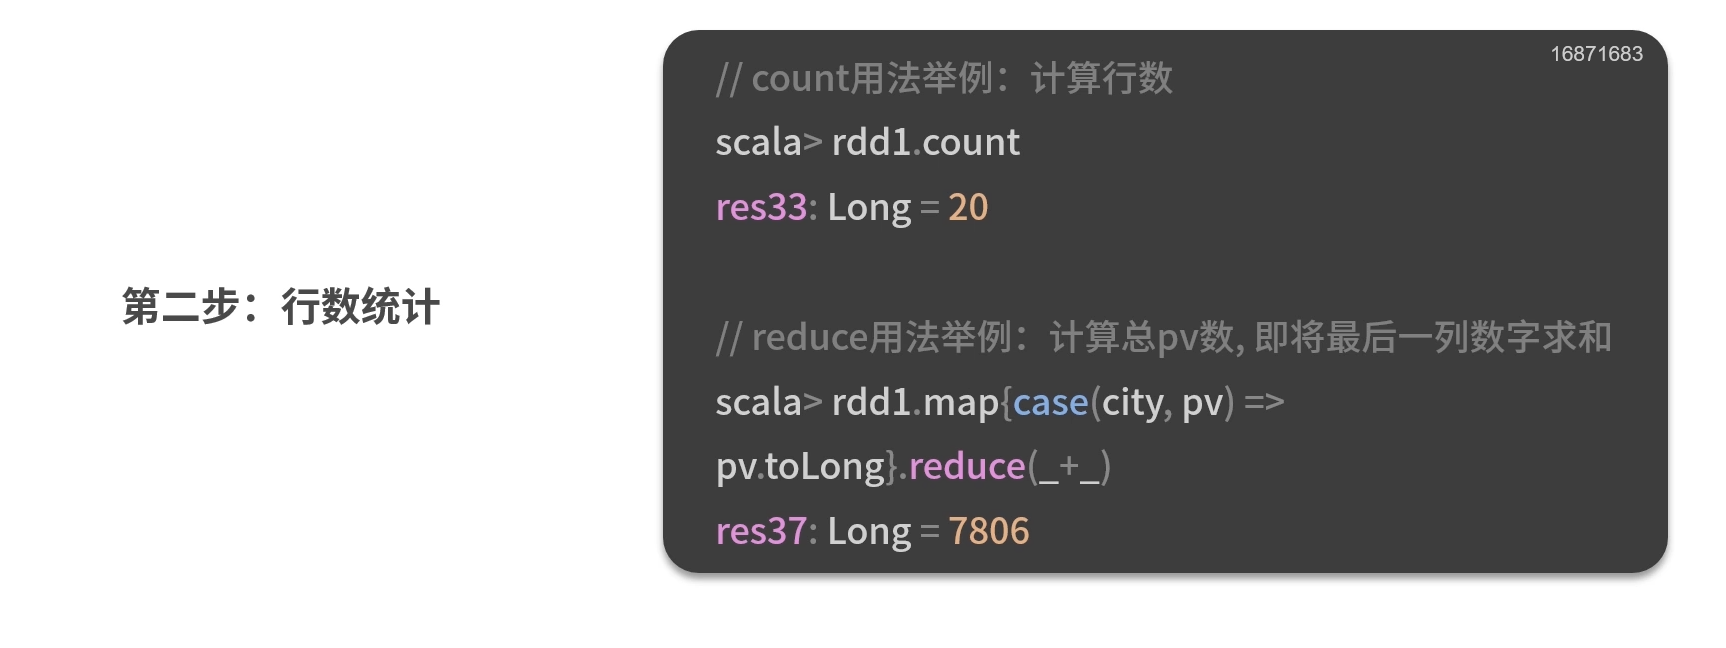 第二步：行数统计
16871683
// count用法举例：计算行数
scala> rdd1.count
res33: Long = 20
// reduce用法举例：计算总pv数, 即将最后一列数字求和
scala> rdd1.map{case(city, pv) =>
pv.toLong}.reduce(_+_)
res37: Long = 7806